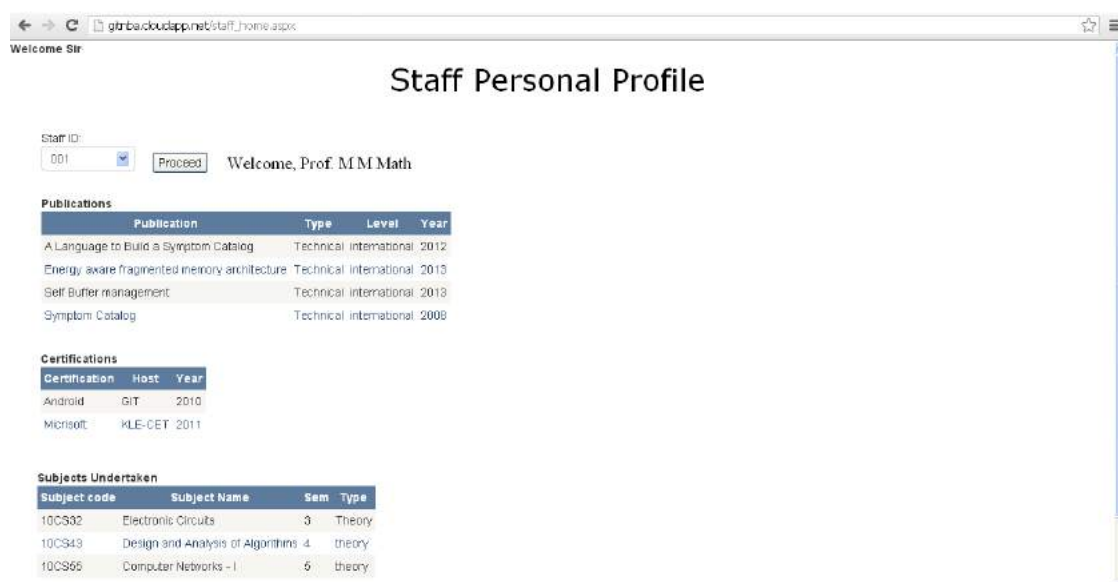 gitnba.cloudapp.net/staff_home.aspx
Welcome Sir
Staff Personal Profile
Staff ID:
001 Proceed Welcome, Prof. M M Math
Publications
Publication Type Level Year
A Language to Build a Symptom Catalog Technical international 2012
Energy aware fragmented memory architecture Technical international 2013
Self Buffer management Technical international 2013
Symptom Catalog Technical international 2008
Certifications
Certification Host Year
Android GIT 2010
Micrisoft KLE-CET 2011
Subjects Undertaken
Subject code Subject Name Sem Type
10CS32 Electronic Circuits 3 Theory
10CS43 Design and Analysis of Algorithms 4 theory
10CS55 Computer Networks - I 5 theory